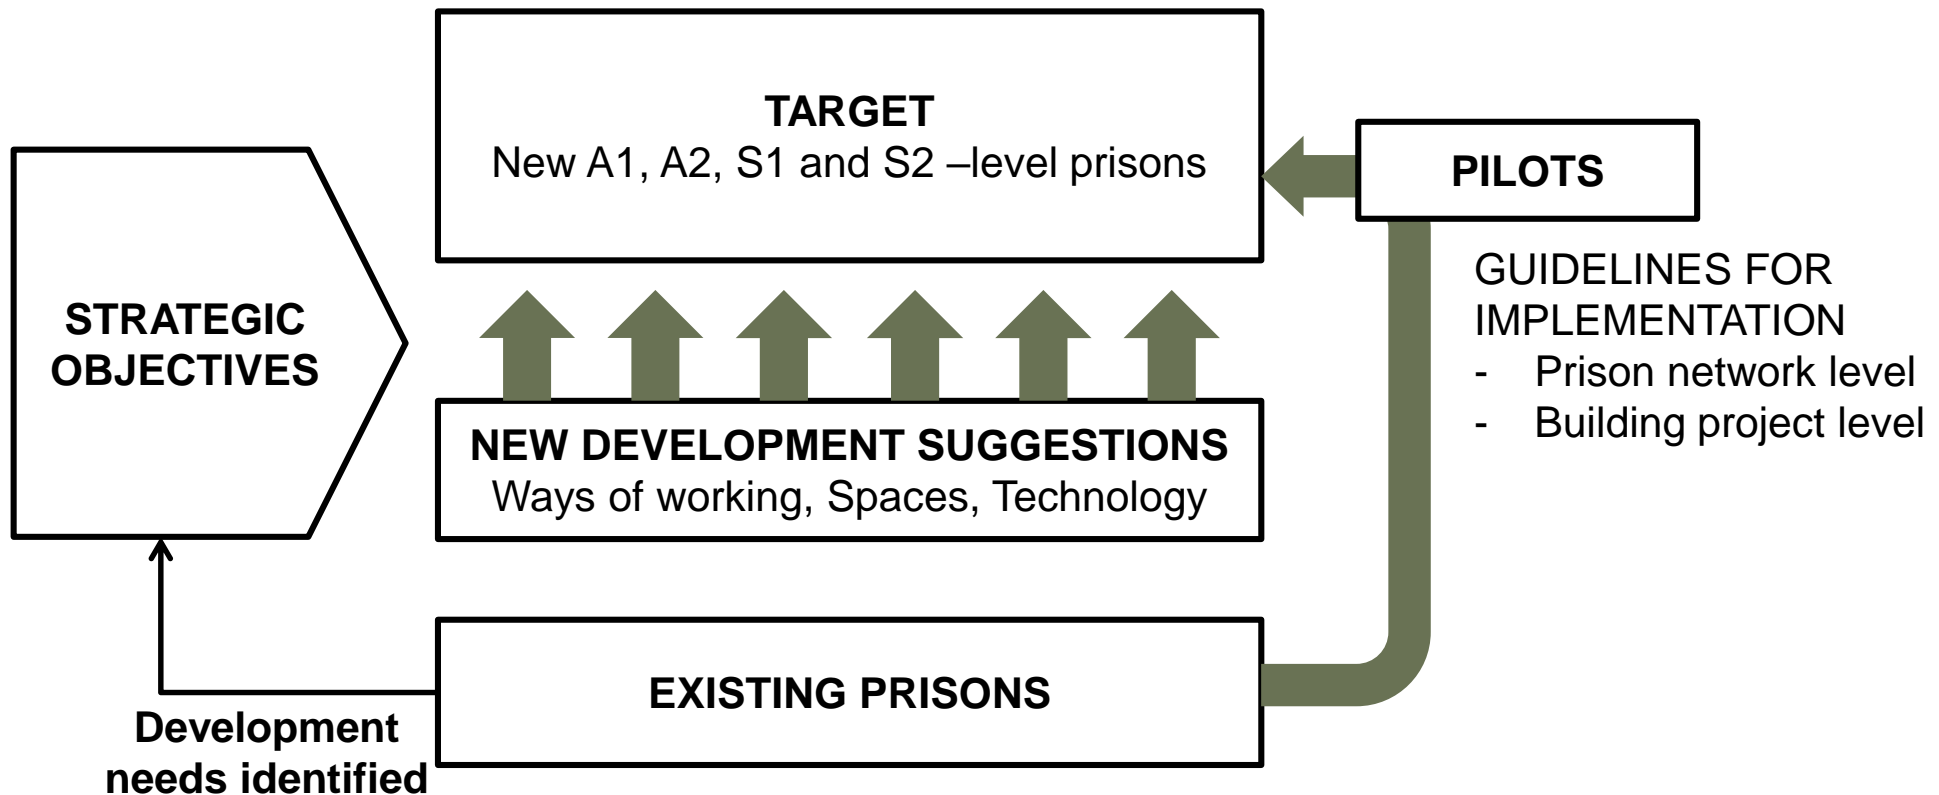 TARGET
New A1, A2, S1 and S2 –level prisons
PILOTS
STRATEGIC
OBJECTIVES
GUIDELINES FOR
IMPLEMENTATION
- Prison network level
- Building project level
NEW DEVELOPMENT SUGGESTIONS
Ways of working, Spaces, Technology
EXISTING PRISONS
Development
needs identified